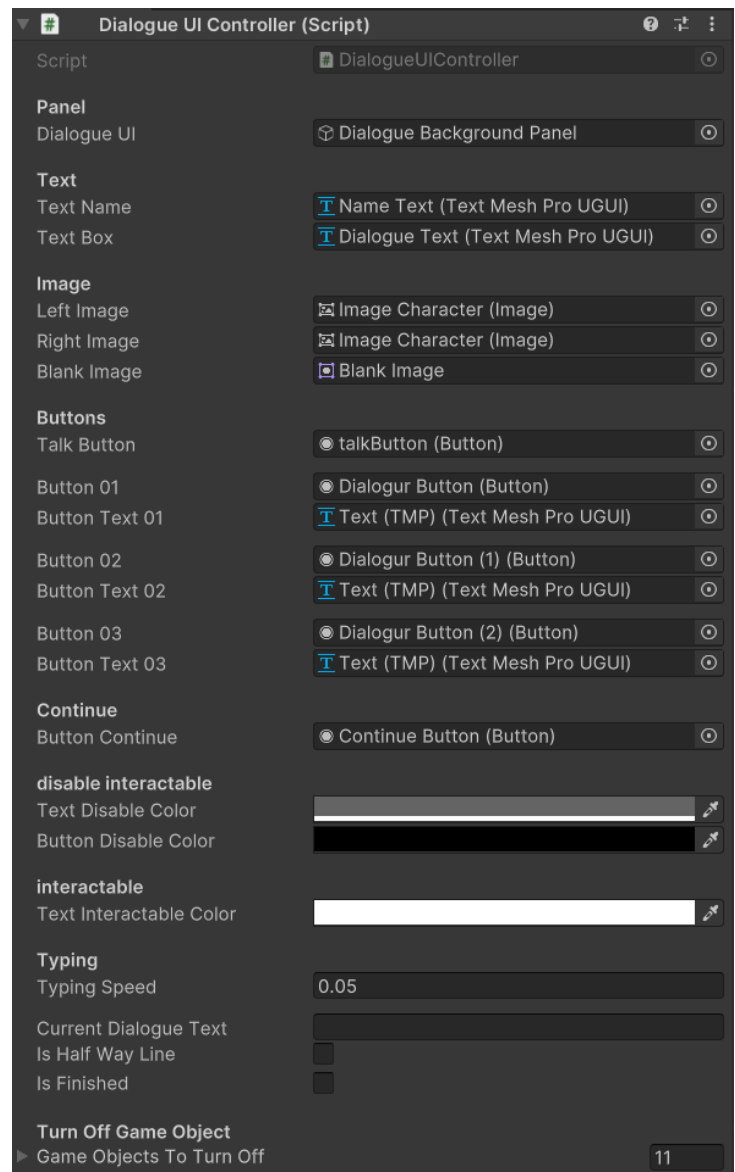 Dialogue UI Controller (Script)
Script DialogueUIController
Panel
Dialogue UI Dialogue Background Panel
Text
Text Name Name Text (Text Mesh Pro UGUI)
Text Box Dialogue Text (Text Mesh Pro UGUI)
Image
Left Image Image Character (Image)
Right Image Image Character (Image)
Blank Image Blank Image
Buttons
Talk Button talkButton (Button)
Button 01 Dialogur Button (Button)
Button Text 01 Text (TMP) (Text Mesh Pro UGUI)
Button 02 Dialogur Button (1) (Button)
Button Text 02 Text (TMP) (Text Mesh Pro UGUI)
Button 03 Dialogur Button (2) (Button)
Button Text 03 Text (TMP) (Text Mesh Pro UGUI)
Continue
Button Continue Continue Button (Button)
disable interactable
Text Disable Color
Button Disable Color
interactable
Text Interactable Color
Typing
Typing Speed 0.05
Current Dialogue Text
Is Half Way Line
Is Finished
Turn Off Game Object
Game Objects To Turn Off 11